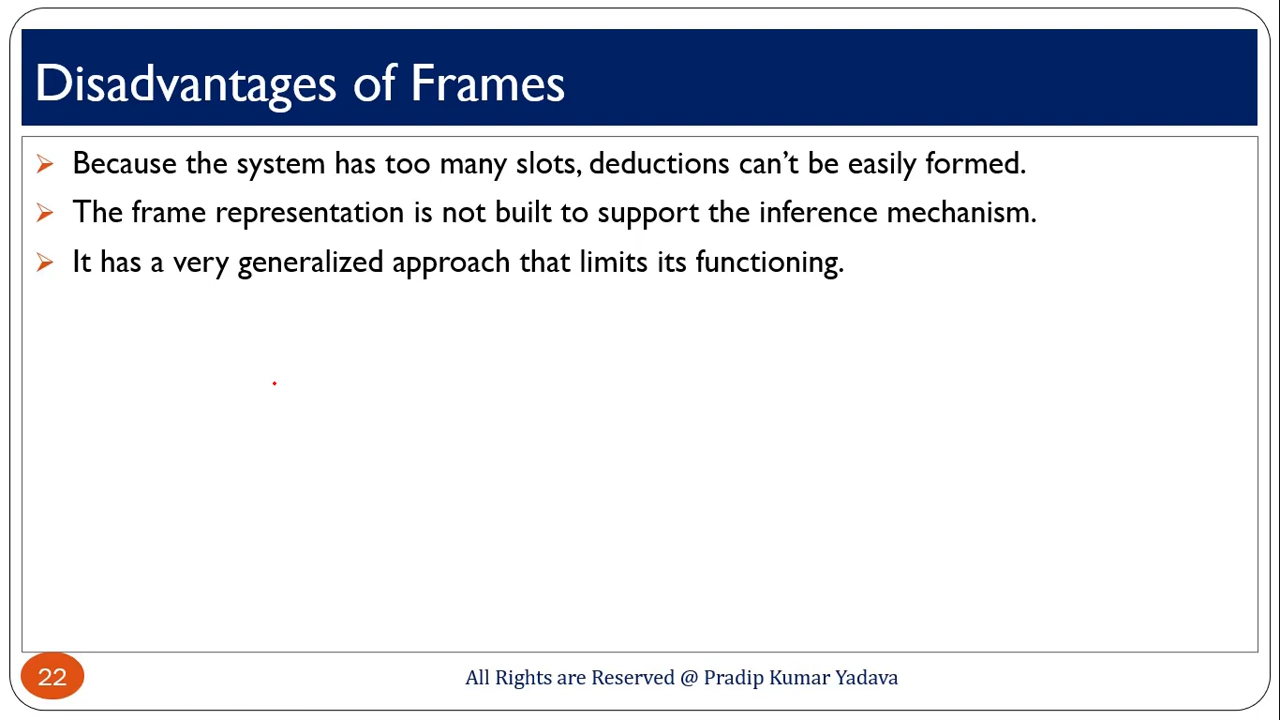 Disadvantages of Frames
Because the system has too many slots, deductions can’t be easily formed.
The frame representation is not built to support the inference mechanism.
It has a very generalized approach that limits its functioning.
22
All Rights are Reserved @ Pradip Kumar Yadava